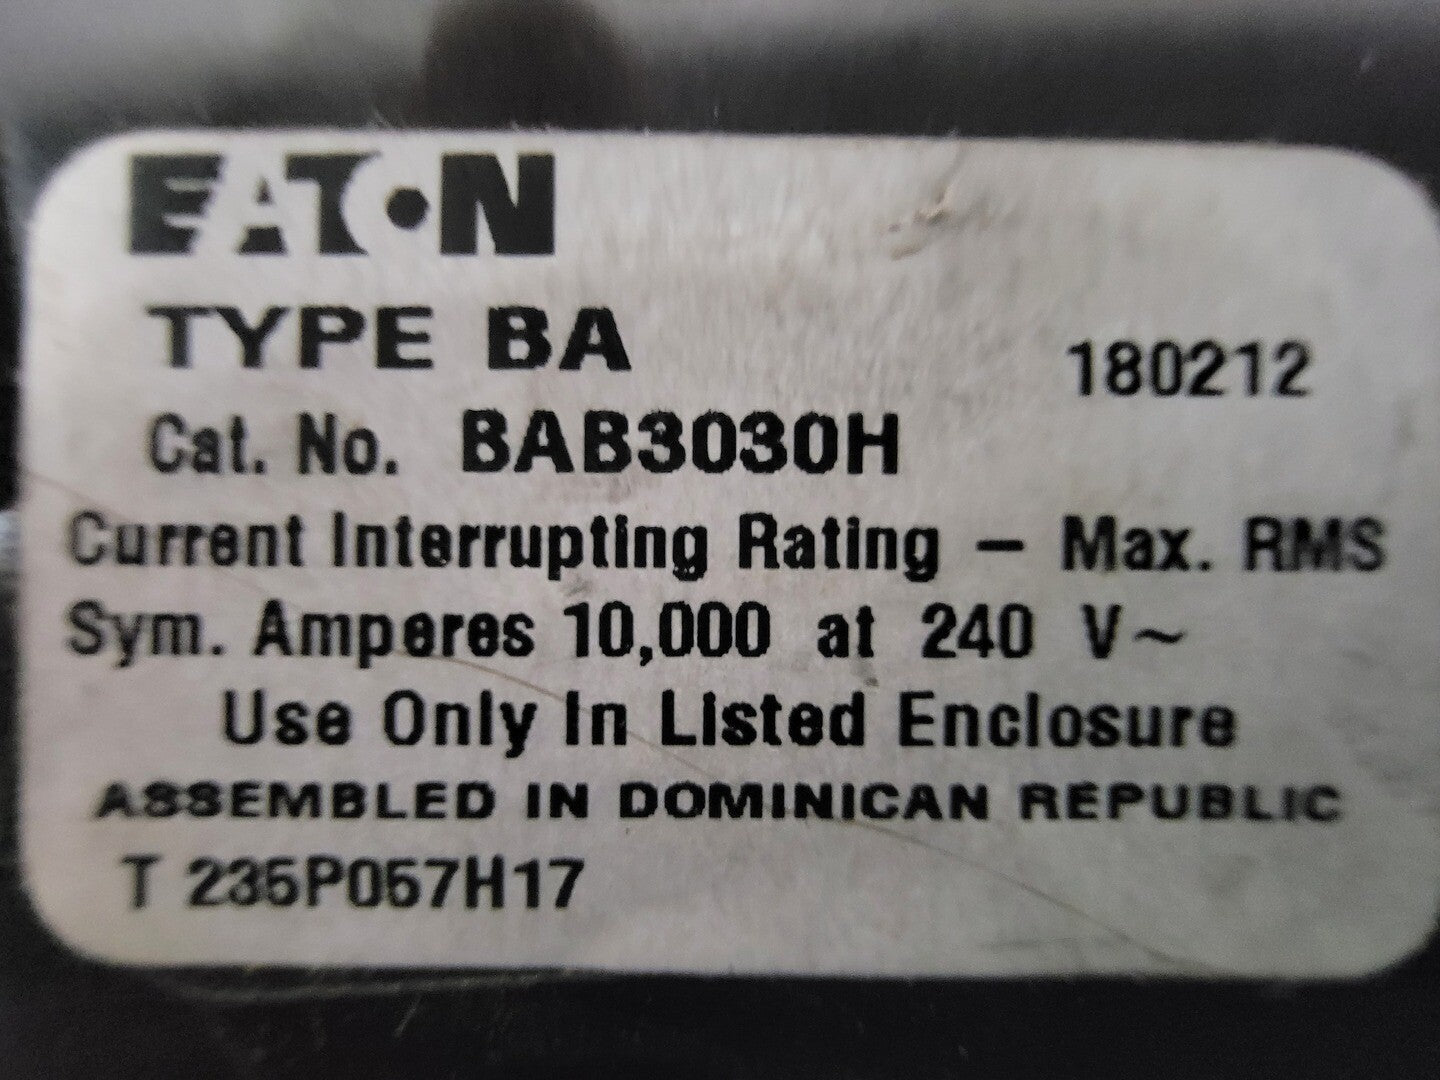 EATON
TYPE BA 180212
Cat. No. BAB3030H
Current Interrupting Rating – Max. RMS
Sym. Amperes 10,000 at 240 V~
Use Only In Listed Enclosure
ASSEMBLED IN DOMINICAN REPUBLIC
T 235P057H17